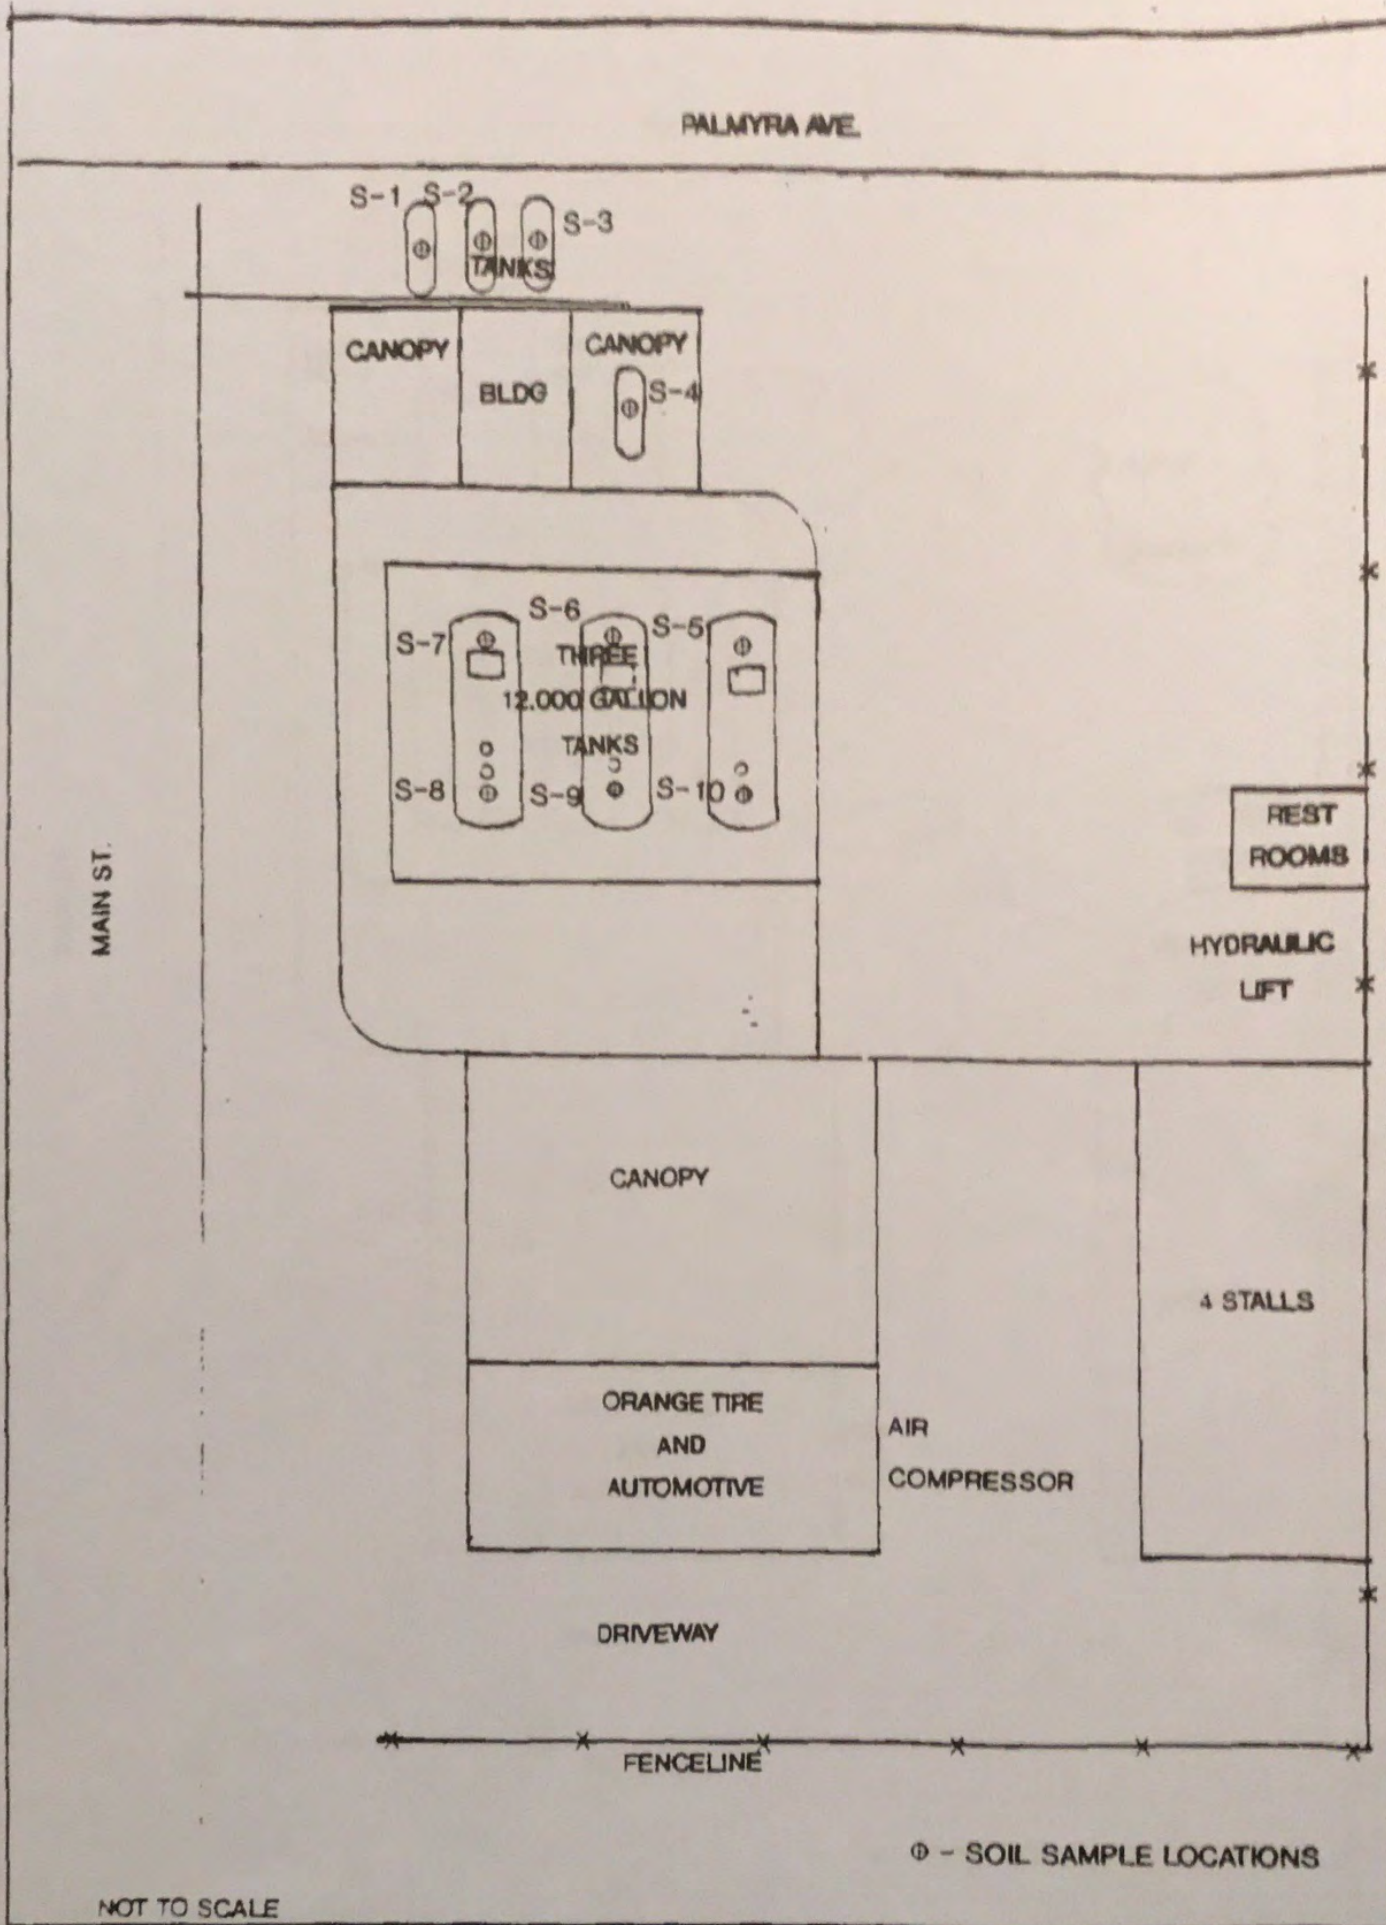 PALMYRA AVE.
S-1
S-2
S-3
TANKS
CANOPY
BLDG
CANOPY
S-4
S-7
S-6
S-5
THREE
12.000 GALLON
TANKS
S-8
S-9
S-10
MAIN ST.
REST
ROOMS
HYDRAULIC
LIFT
CANOPY
4 STALLS
ORANGE TIRE
AND
AUTOMOTIVE
AIR
COMPRESSOR
DRIVEWAY
FENCELINE
⌽ - SOIL SAMPLE LOCATIONS
NOT TO SCALE